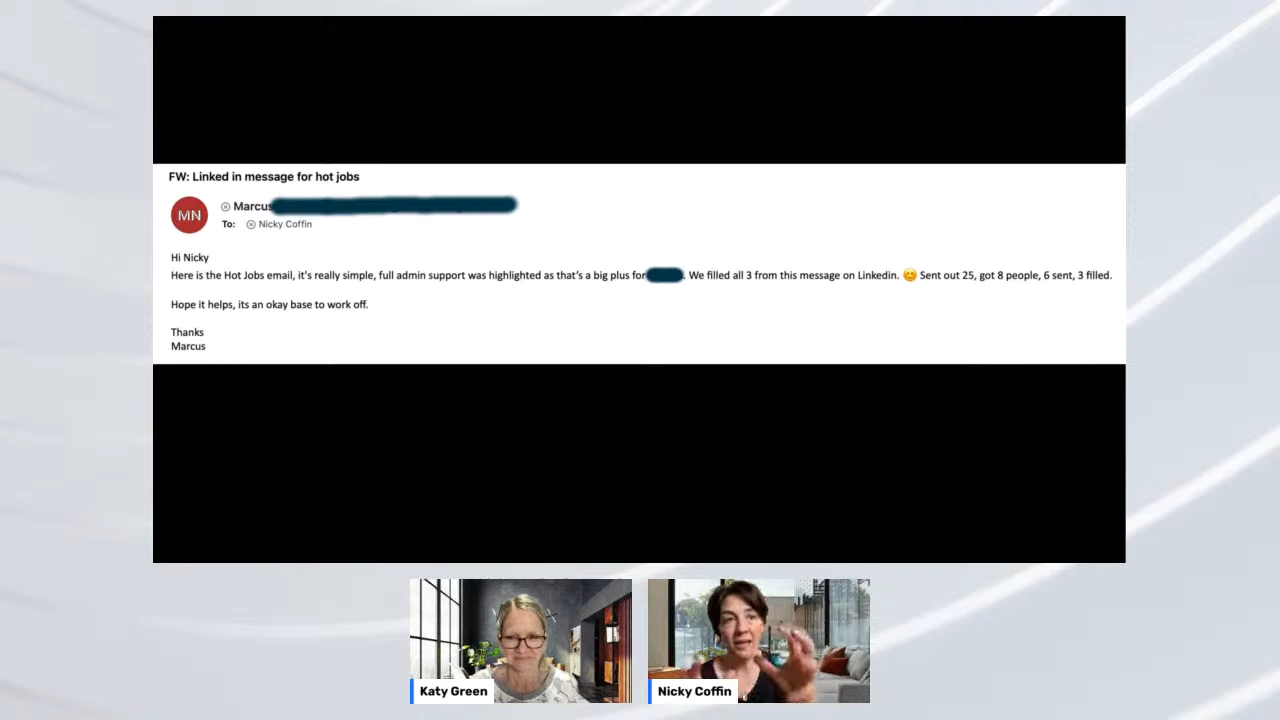 FW: Linked in message for hot jobs
MN
Marcus
To: Nicky Coffin
Hi Nicky
Here is the Hot Jobs email, it's really simple, full admin support was highlighted as that's a big plus for . We filled all 3 from this message on Linkedin. 😊 Sent out 25, got 8 people, 6 sent, 3 filled.
Hope it helps, its an okay base to work off.
Thanks
Marcus
Katy Green
Nicky Coffin